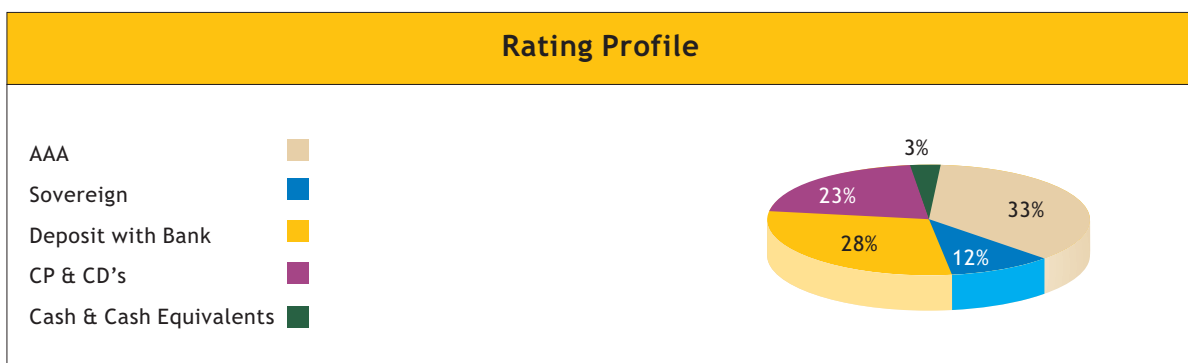 Rating Profile
AAA
Sovereign
Deposit with Bank
CP & CD’s
Cash & Cash Equivalents
3%
33%
23%
28%
12%